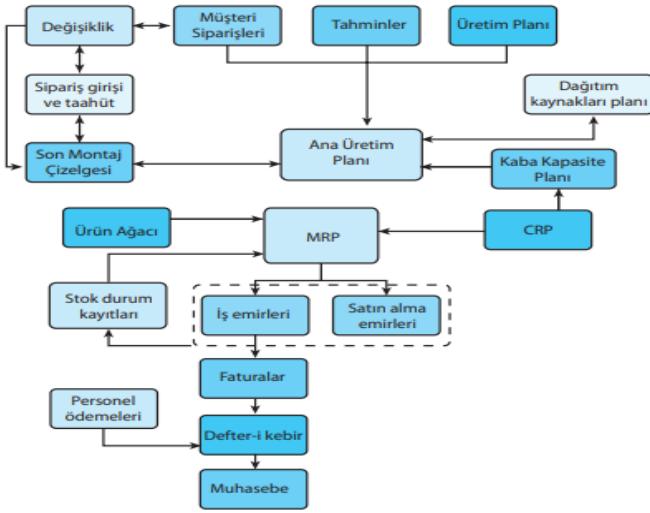 Değişiklik
Müşteri
Siparişleri
Tahminler
Üretim Planı
Sipariş girişi
ve taahüt
Dağıtım
kaynakları planı
Son Montaj
Çizelgesi
Ana Üretim
Planı
Kaba Kapasite
Planı
Ürün Ağacı
MRP
CRP
Stok durum
kayıtları
İş emirleri
Satın alma
emirleri
Faturalar
Personel
ödemeleri
Defter-i kebir
Muhasebe